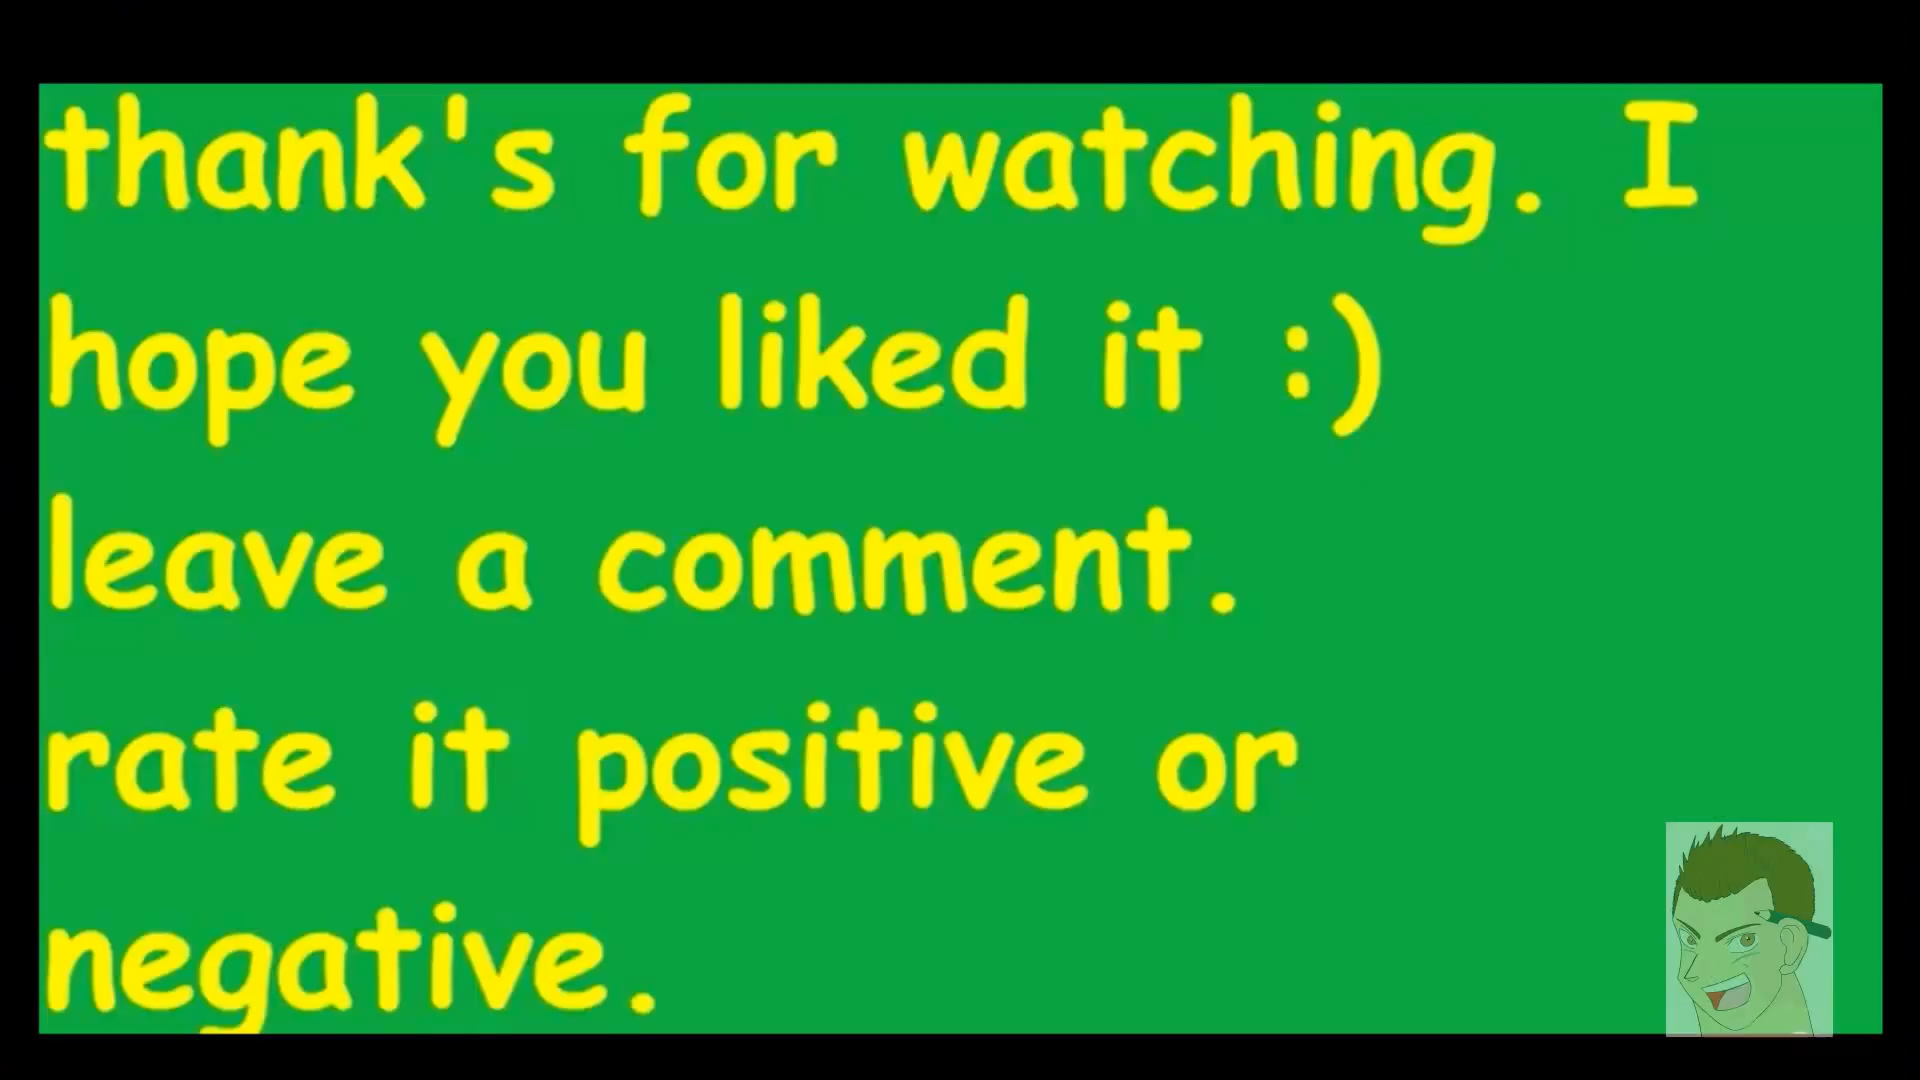 thank's for watching. I
hope you liked it :)
leave a comment.
rate it positive or
negative.